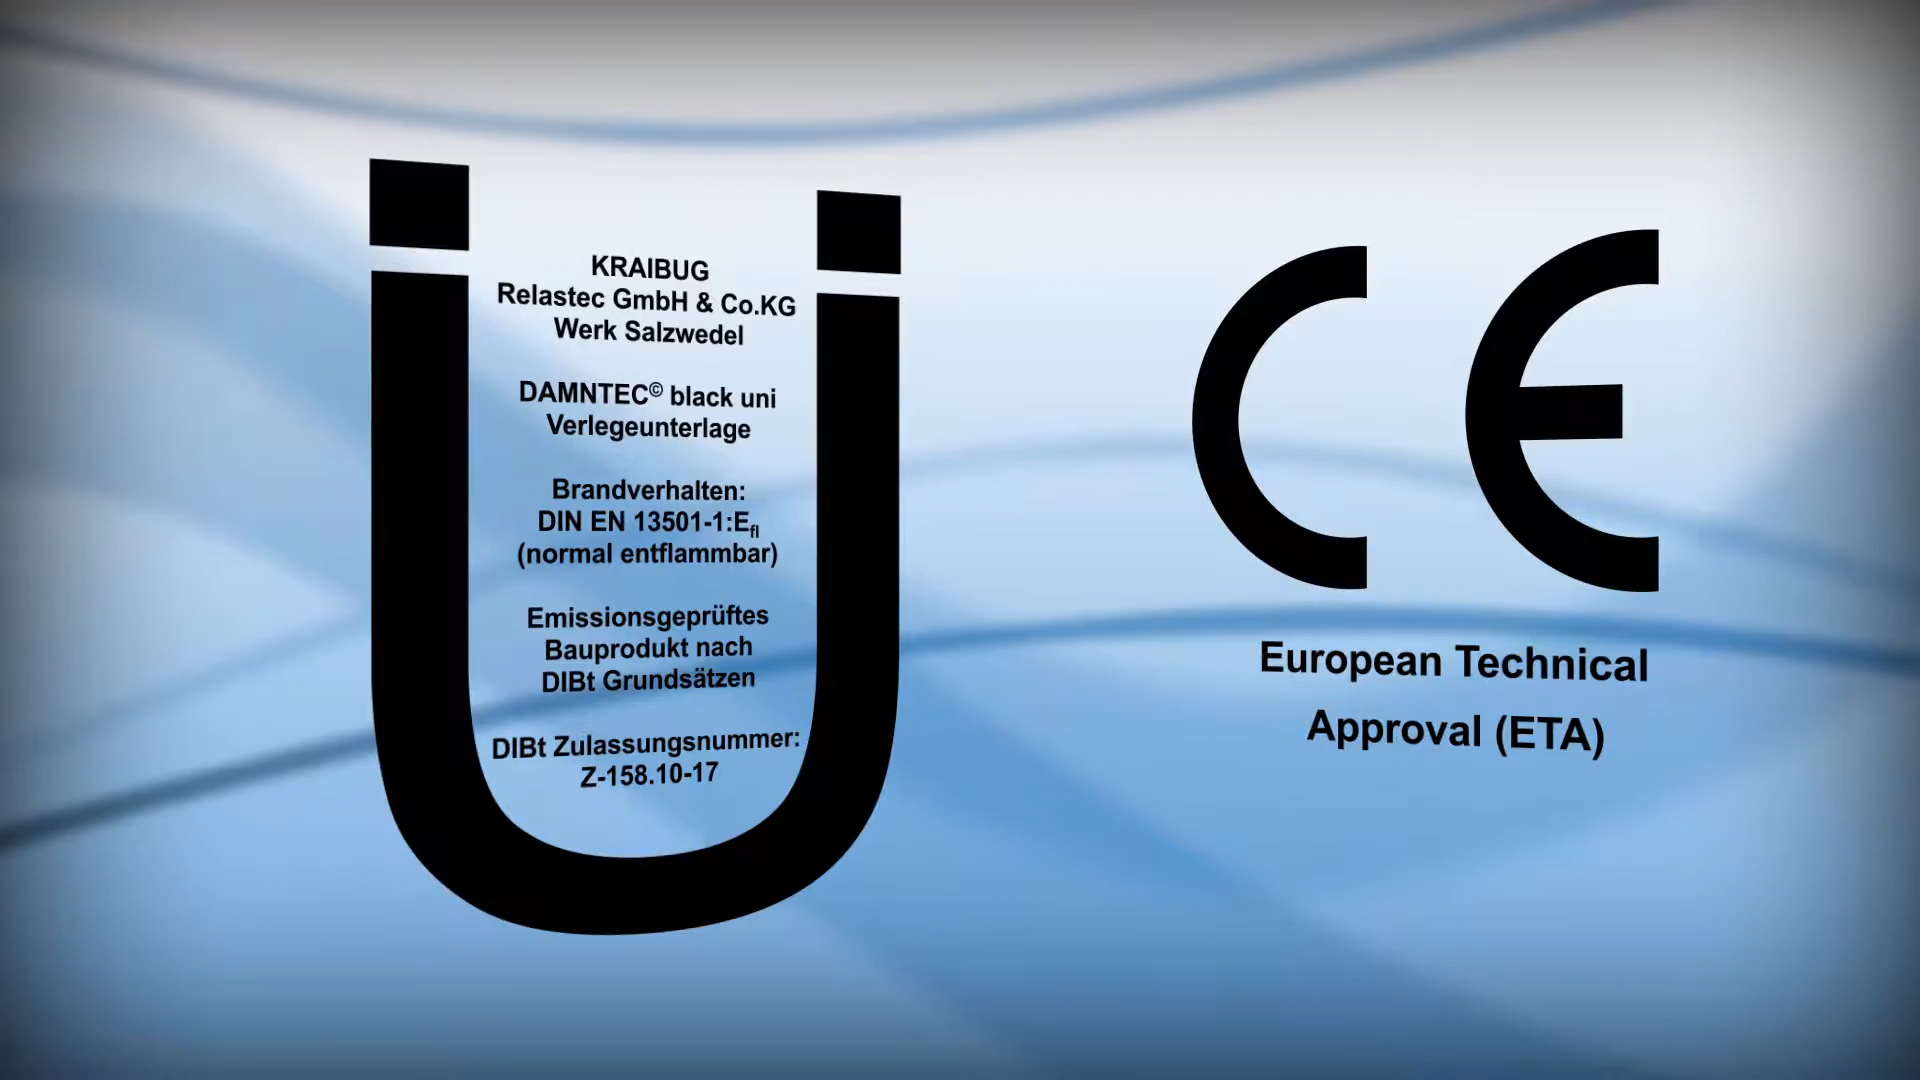 Ü
KRAIBUG
Relastec GmbH & Co.KG
Werk Salzwedel
DAMNTEC© black uni
Verlegeunterlage
Brandverhalten:
DIN EN 13501-1:Efl
(normal entflammbar)
Emissionsgeprüftes
Bauprodukt nach
DIBt Grundsätzen
DIBt Zulassungsnummer:
Z-158.10-17
CE
European Technical
Approval (ETA)